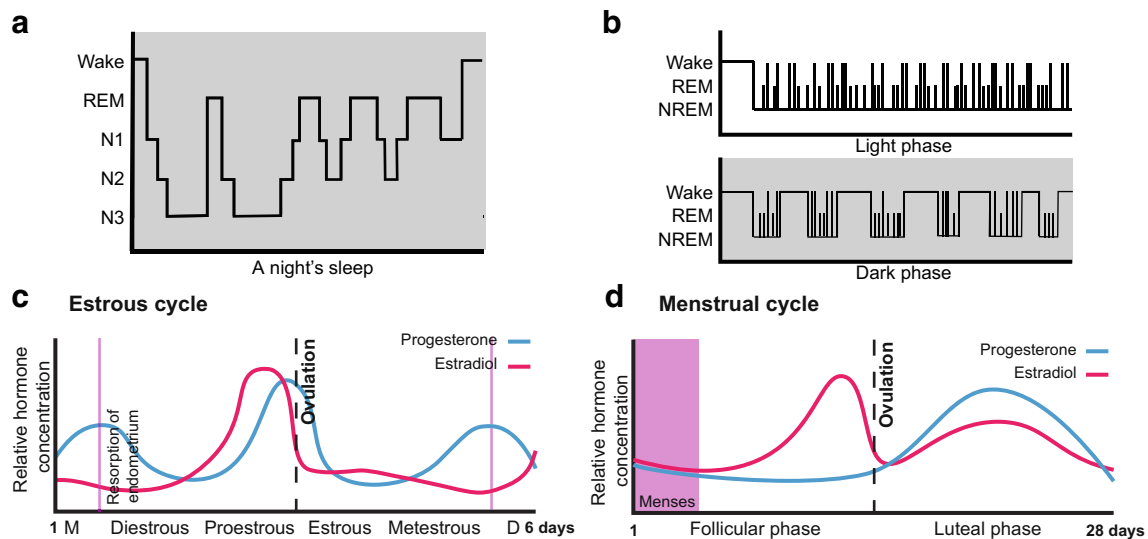 a
Wake
REM
N1
N2
N3
A night's sleep
b
Wake
REM
NREM
Light phase
Wake
REM
NREM
Dark phase
c
Estrous cycle
Relative hormone
concentration
Progesterone
Estradiol
Resorption of
endometrium
Ovulation
1 M Diestrous Proestrous Estrous Metestrous D 6 days
d
Menstrual cycle
Relative hormone
concentration
Progesterone
Estradiol
Ovulation
Menses
1 Follicular phase Luteal phase 28 days